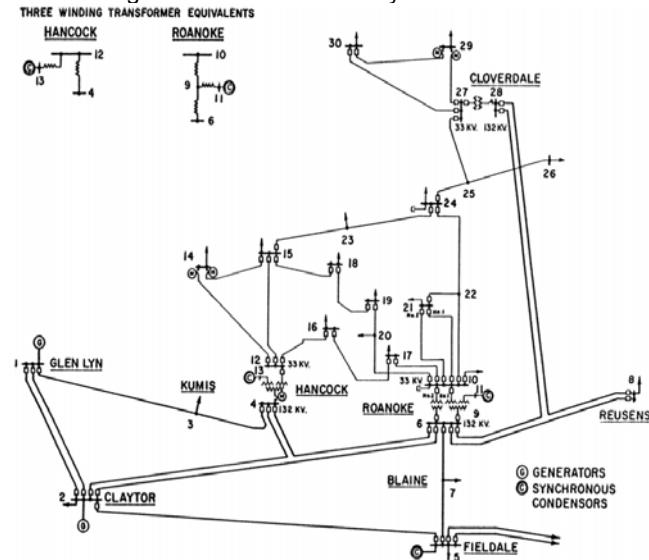 THREE WINDING TRANSFORMER EQUIVALENTS
HANCOCK
ROANOKE
12
C
13
4
10
9
C
11
6
30
29
CLOVERDALE
27
28
33 KV.
132 KV.
26
25
24
23
14
15
18
22
19
21
16
20
17
G
1
GLEN LYN
12
33 KV.
C
13
HANCOCK
KUMIS
3
4
132 KV.
33 KV
10
11
C
ROANOKE
9
6
132 KV.
8
REUSENS
BLAINE
7
2
CLAYTOR
G
G GENERATORS
C SYNCHRONOUS
CONDENSORS
C
FIELDALE
5